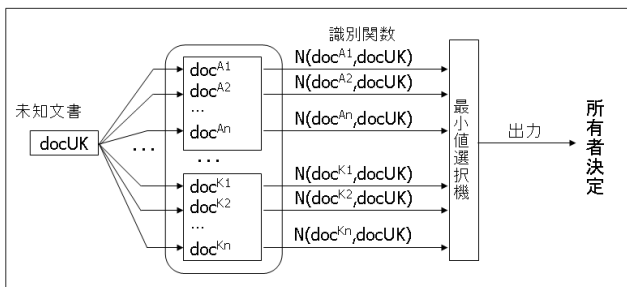 識別関数
未知文書
docUK
…
doc^A1
doc^A2
…
doc^An
…
doc^K1
doc^K2
…
doc^Kn
N(doc^A1,docUK)
N(doc^A2,docUK)
N(doc^An,docUK)
N(doc^K1,docUK)
N(doc^K2,docUK)
N(doc^Kn,docUK)
最小値選択機
出力
所有者決定